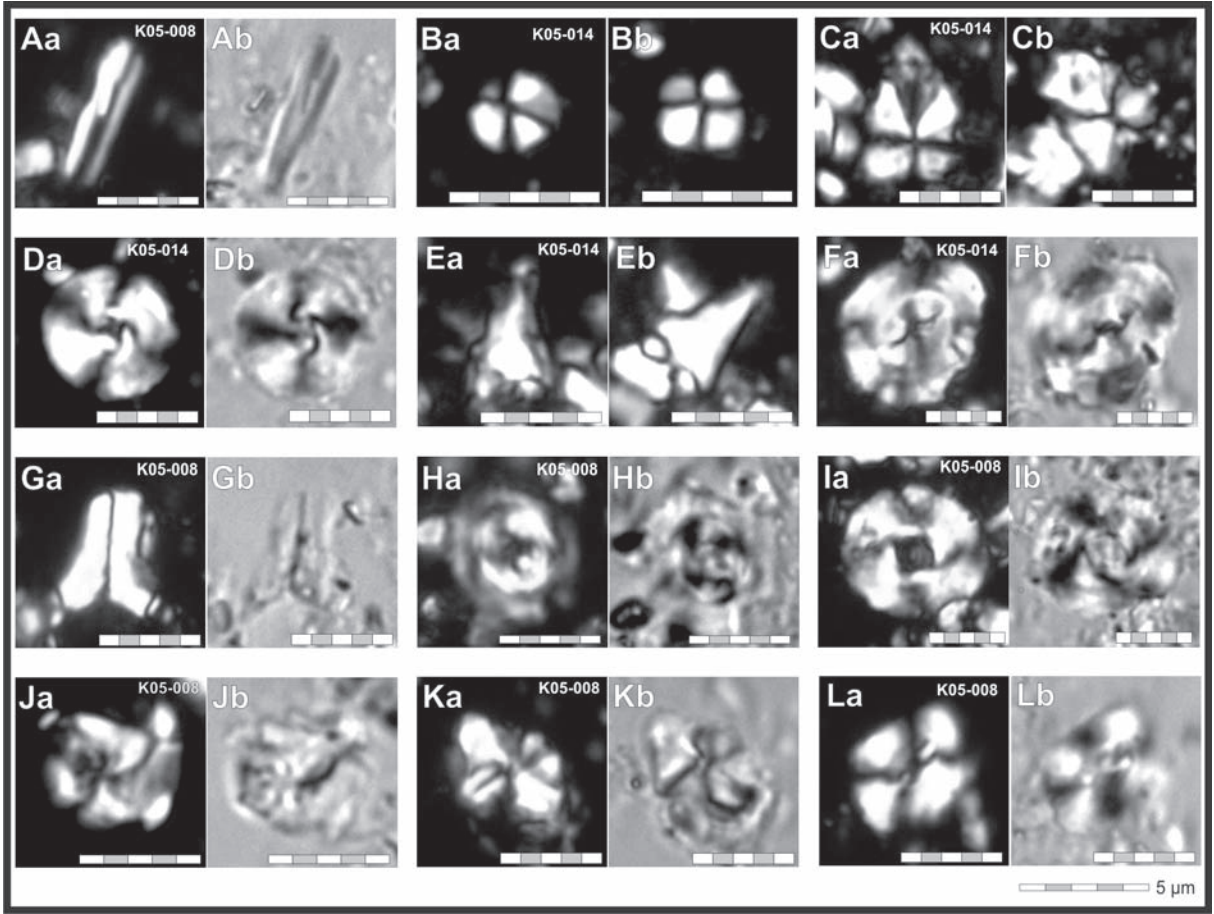 Aa K05-008 Ab Ba K05-014 Bb Ca K05-014 Cb
Da K05-014 Db Ea K05-014 Eb Fa K05-014 Fb
Ga K05-008 Gb Ha K05-008 Hb Ia K05-008 Ib
Ja K05-008 Jb Ka K05-008 Kb La K05-008 Lb
5 µm